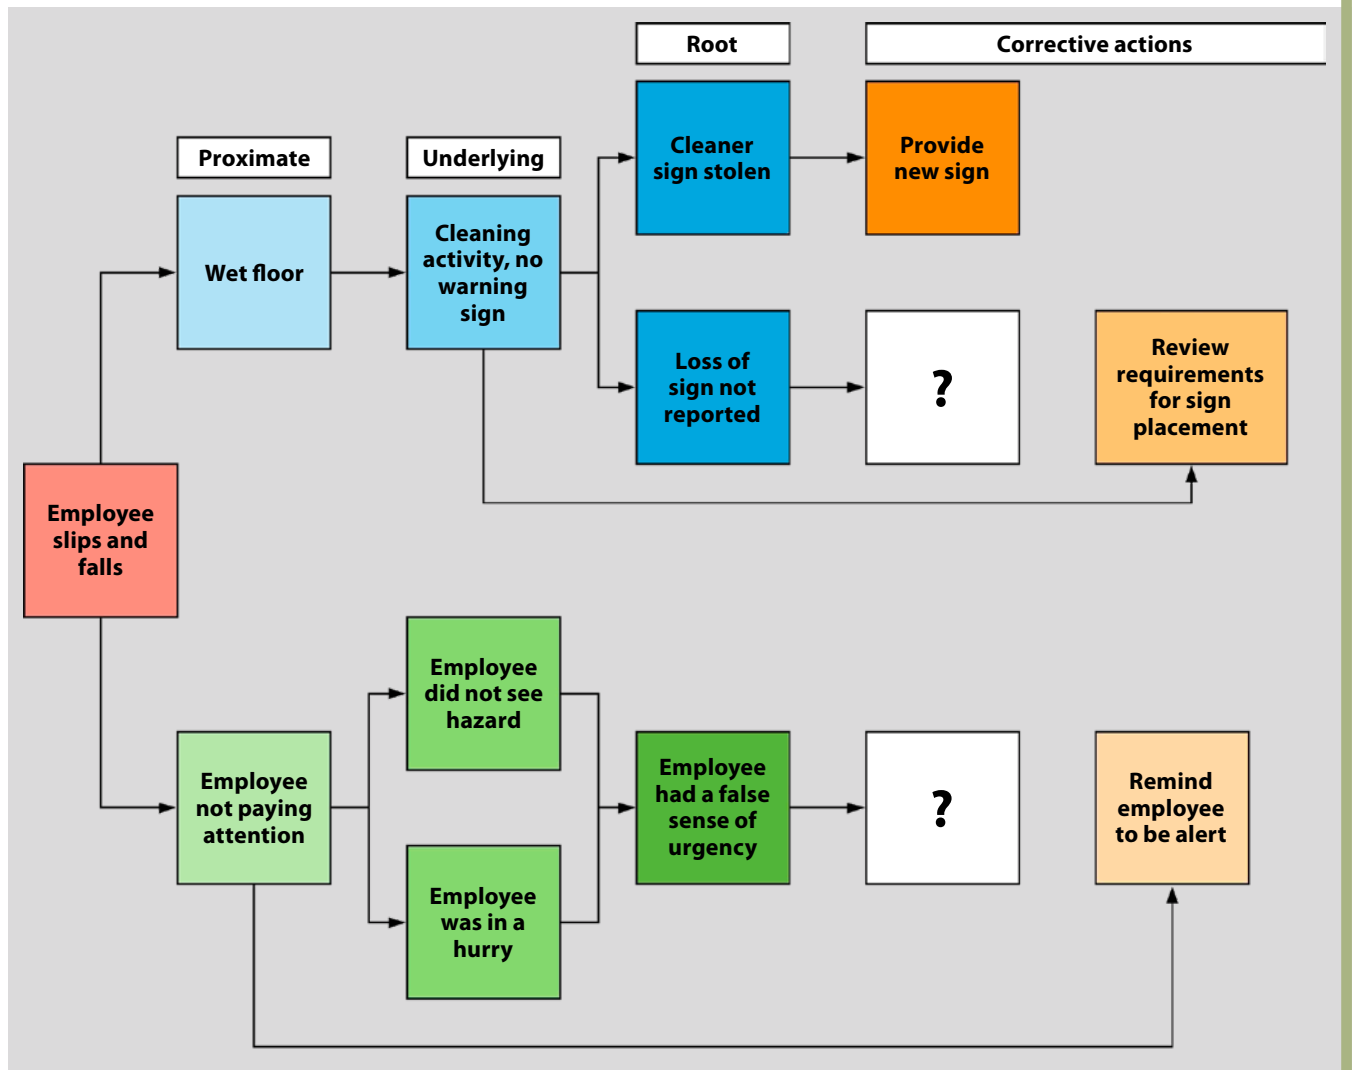 Root
Corrective actions
Proximate
Underlying
Cleaner
sign stolen
Provide
new sign
Wet floor
Cleaning
activity, no
warning
sign
Loss of
sign not
reported
?
Review
requirements
for sign
placement
Employee
slips and
falls
Employee
did not see
hazard
Employee
not paying
attention
Employee
was in a
hurry
Employee
had a false
sense of
urgency
?
Remind
employee
to be alert